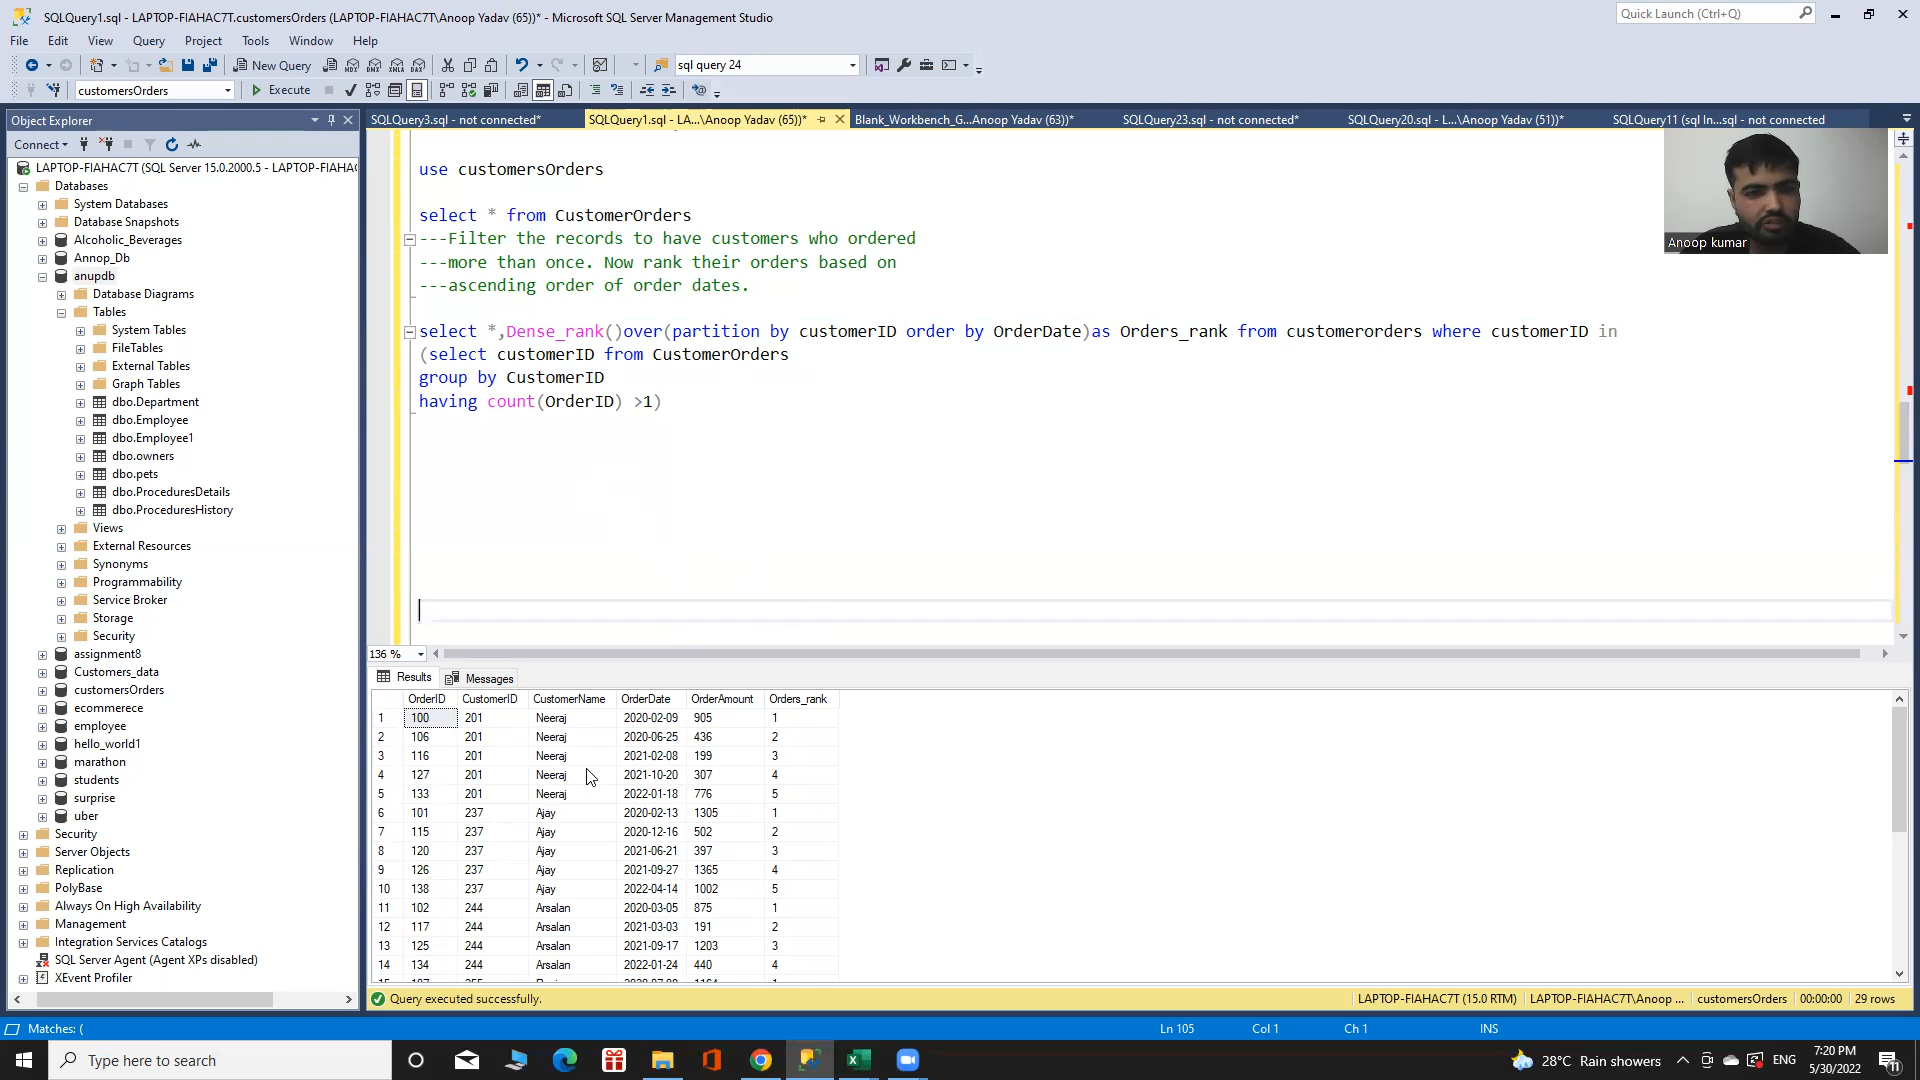 SQLQuery1.sql - LAPTOP-FIAHAC7T.customersOrders (LAPTOP-FIAHAC7T\Anoop Yadav (65))* - Microsoft SQL Server Management Studio
Quick Launch (Ctrl+Q)
File Edit View Query Project Tools Window Help
New Query
sql query 24
customersOrders
Execute
Object Explorer
SQLQuery3.sql - not connected*
SQLQuery1.sql - LA...\Anoop Yadav (65))*
Blank_Workbench_G...Anoop Yadav (63))*
SQLQuery23.sql - not connected*
SQLQuery20.sql - L...\Anoop Yadav (51))*
SQLQuery11 (sql In...sql - not connected
Connect
LAPTOP-FIAHAC7T (SQL Server 15.0.2000.5 - LAPTOP-FIAHA
Databases
System Databases
Database Snapshots
Alcoholic_Beverages
Annop_Db
anupdb
Database Diagrams
Tables
System Tables
FileTables
External Tables
Graph Tables
dbo.Department
dbo.Employee
dbo.Employee1
dbo.owners
dbo.pets
dbo.ProceduresDetails
dbo.ProceduresHistory
Views
External Resources
Synonyms
Programmability
Service Broker
Storage
Security
assignment8
Customers_data
customersOrders
ecommerece
employee
hello_world1
marathon
students
surprise
uber
Security
Server Objects
Replication
PolyBase
Always On High Availability
Management
Integration Services Catalogs
SQL Server Agent (Agent XPs disabled)
XEvent Profiler
use customersOrders
select * from CustomerOrders
---Filter the records to have customers who ordered
---more than once. Now rank their orders based on
---ascending order of order dates.
select *,Dense_rank()over(partition by customerID order by OrderDate)as Orders_rank from customerorders where customerID in
(select customerID from CustomerOrders
group by CustomerID
having count(OrderID) >1)
Anoop kumar
136 %
Results Messages
OrderID CustomerID CustomerName OrderDate OrderAmount Orders_rank
1 100 201 Neeraj 2020-02-09 905 1
2 106 201 Neeraj 2020-06-25 436 2
3 116 201 Neeraj 2021-02-08 199 3
4 127 201 Neeraj 2021-10-20 307 4
5 133 201 Neeraj 2022-01-18 776 5
6 101 237 Ajay 2020-02-13 1305 1
7 115 237 Ajay 2020-12-16 502 2
8 120 237 Ajay 2021-06-21 397 3
9 126 237 Ajay 2021-09-27 1365 4
10 138 237 Ajay 2022-04-14 1002 5
11 102 244 Arsalan 2020-03-05 875 1
12 117 244 Arsalan 2021-03-03 191 2
13 125 244 Arsalan 2021-09-17 1203 3
14 134 244 Arsalan 2022-01-24 440 4
Query executed successfully.
LAPTOP-FIAHAC7T (15.0 RTM) LAPTOP-FIAHAC7T\Anoop ... customersOrders 00:00:00 29 rows
Matches: (
Ln 105 Col 1 Ch 1 INS
Type here to search
28°C Rain showers
ENG
7:20 PM
5/30/2022
11